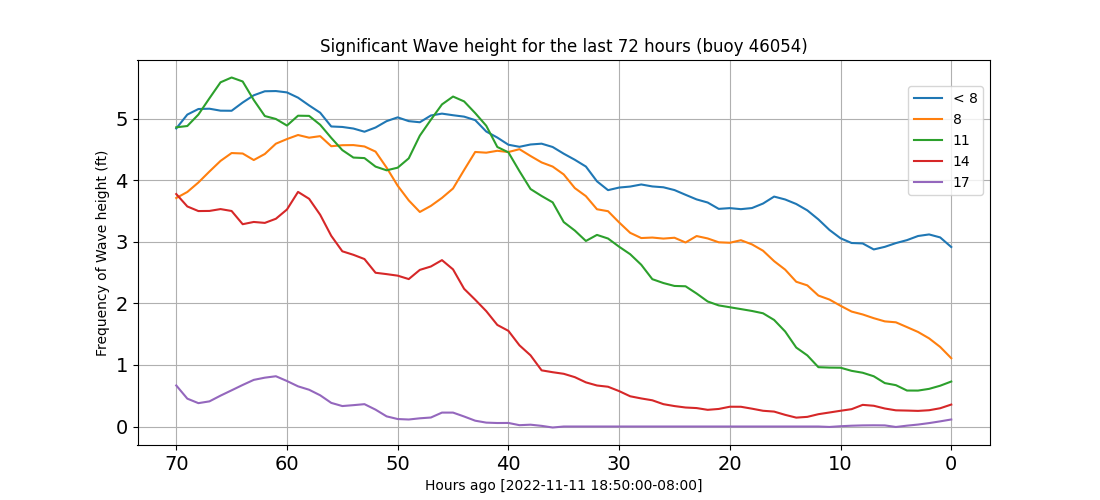 Significant Wave height for the last 72 hours (buoy 46054)
Frequency of Wave height (ft)
5
4
3
2
1
0
< 8
8
11
14
17
70 60 50 40 30 20 10 0
Hours ago [2022-11-11 18:50:00-08:00]